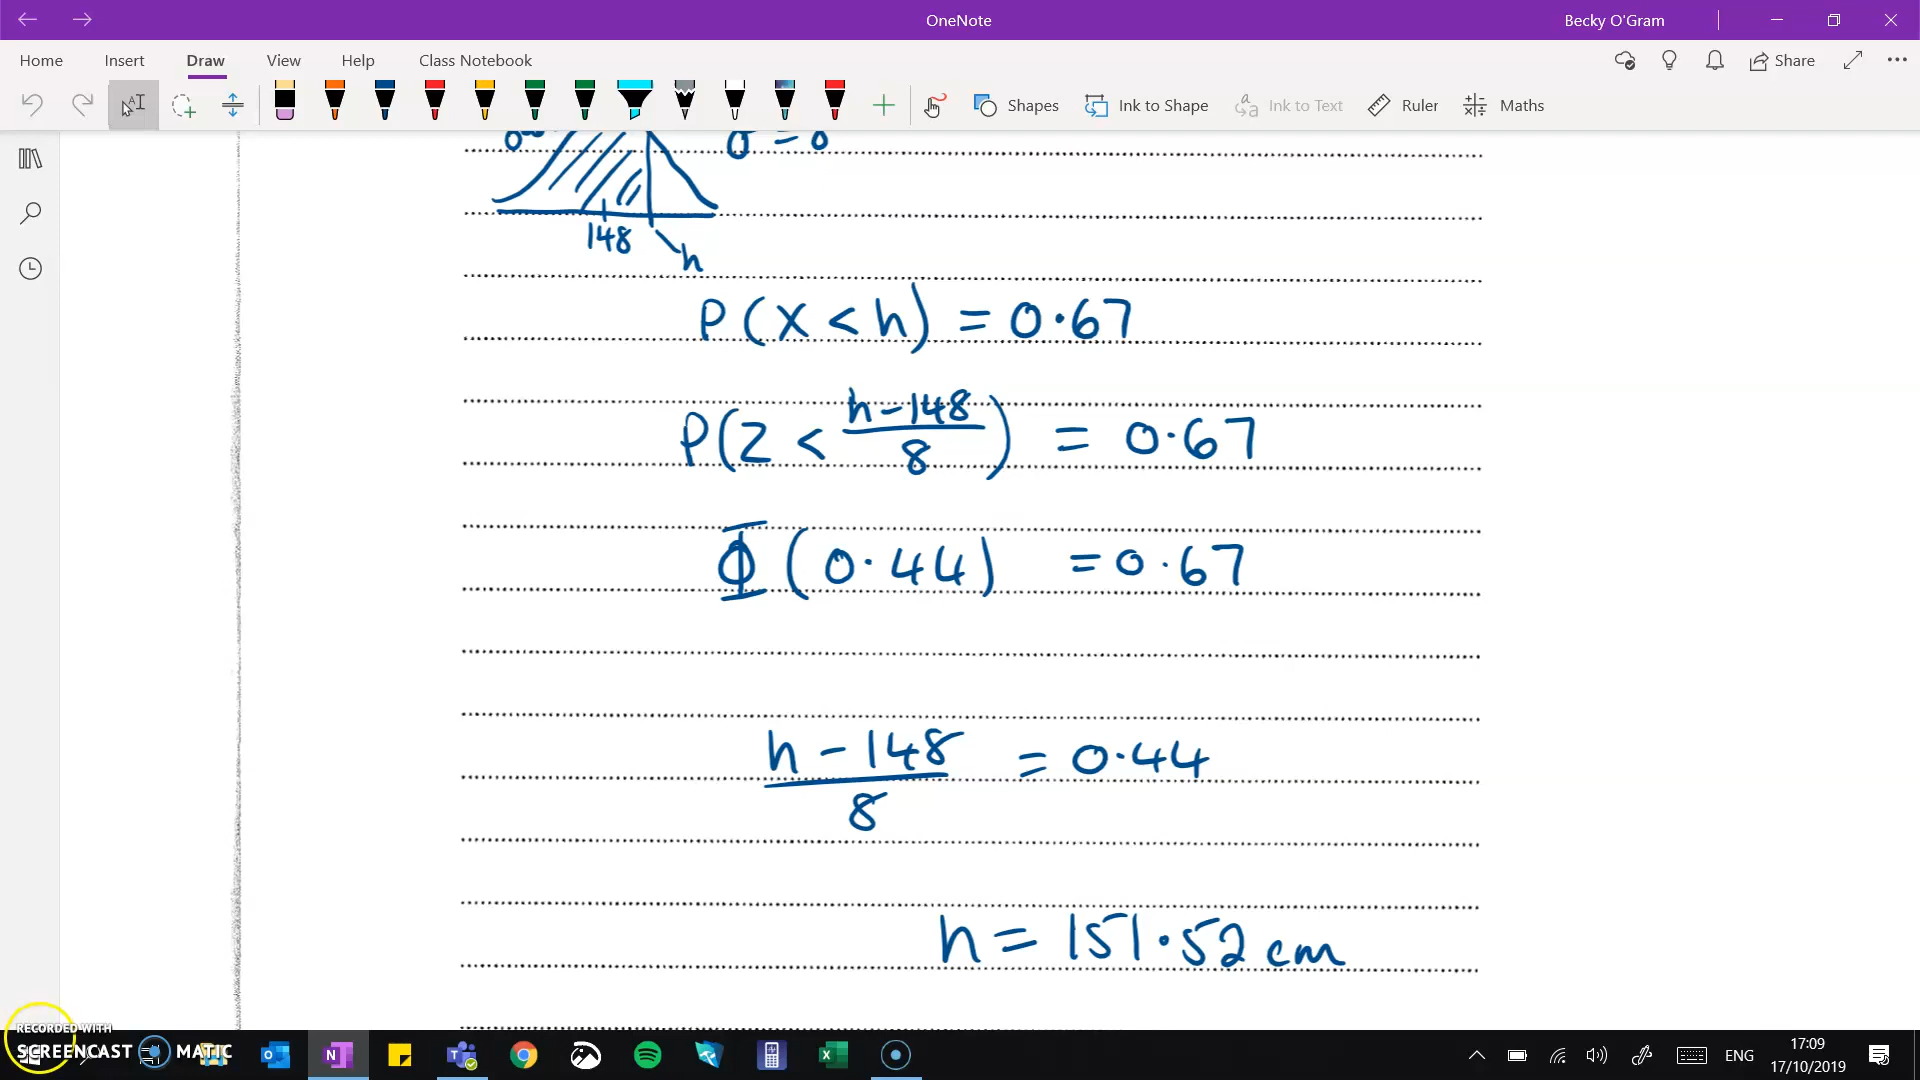 OneNote
Becky O'Gram
Home Insert Draw View Help Class Notebook
Share
Shapes Ink to Shape Ink to Text Ruler Maths
σ = 8
148
h
P(X < h) = 0.67
P(Z < h - 148 / 8) = 0.67
Φ(0.44) = 0.67
h - 148 / 8 = 0.44
h = 151.52 cm
RECORDED WITH
SCREENCAST MATIC
ENG
17:09
17/10/2019